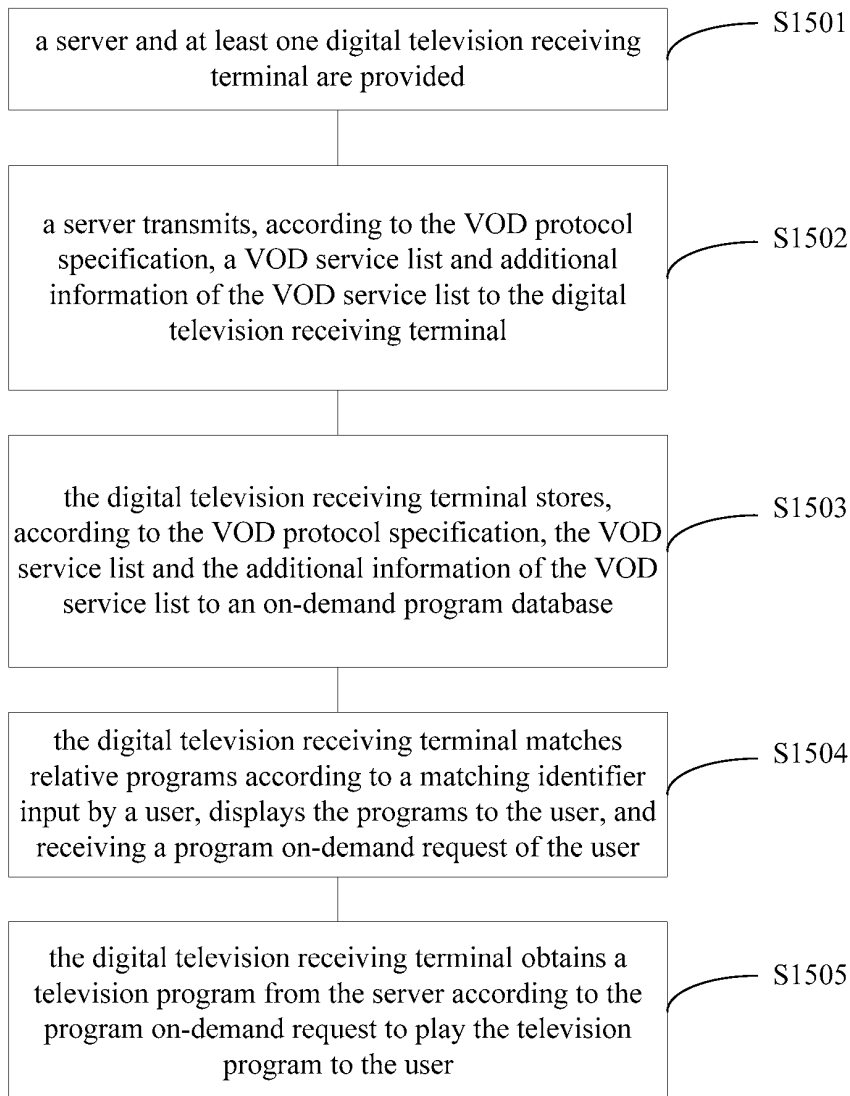 a server and at least one digital television receiving
terminal are provided
S1501
a server transmits, according to the VOD protocol
specification, a VOD service list and additional
information of the VOD service list to the digital
television receiving terminal
S1502
the digital television receiving terminal stores,
according to the VOD protocol specification, the VOD
service list and the additional information of the VOD
service list to an on-demand program database
S1503
the digital television receiving terminal matches
relative programs according to a matching identifier
input by a user, displays the programs to the user, and
receiving a program on-demand request of the user
S1504
the digital television receiving terminal obtains a
television program from the server according to the
program on-demand request to play the television
program to the user
S1505